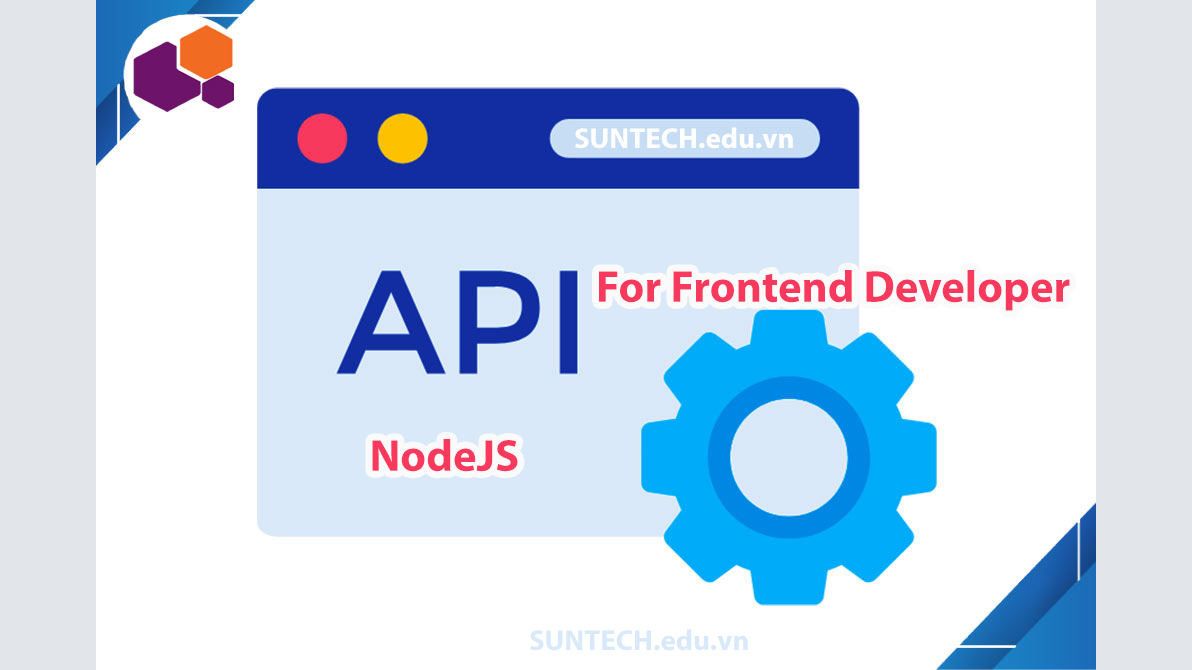 SUNTECH.edu.vn
API
For Frontend Developer
NodeJS
SUNTECH.edu.vn